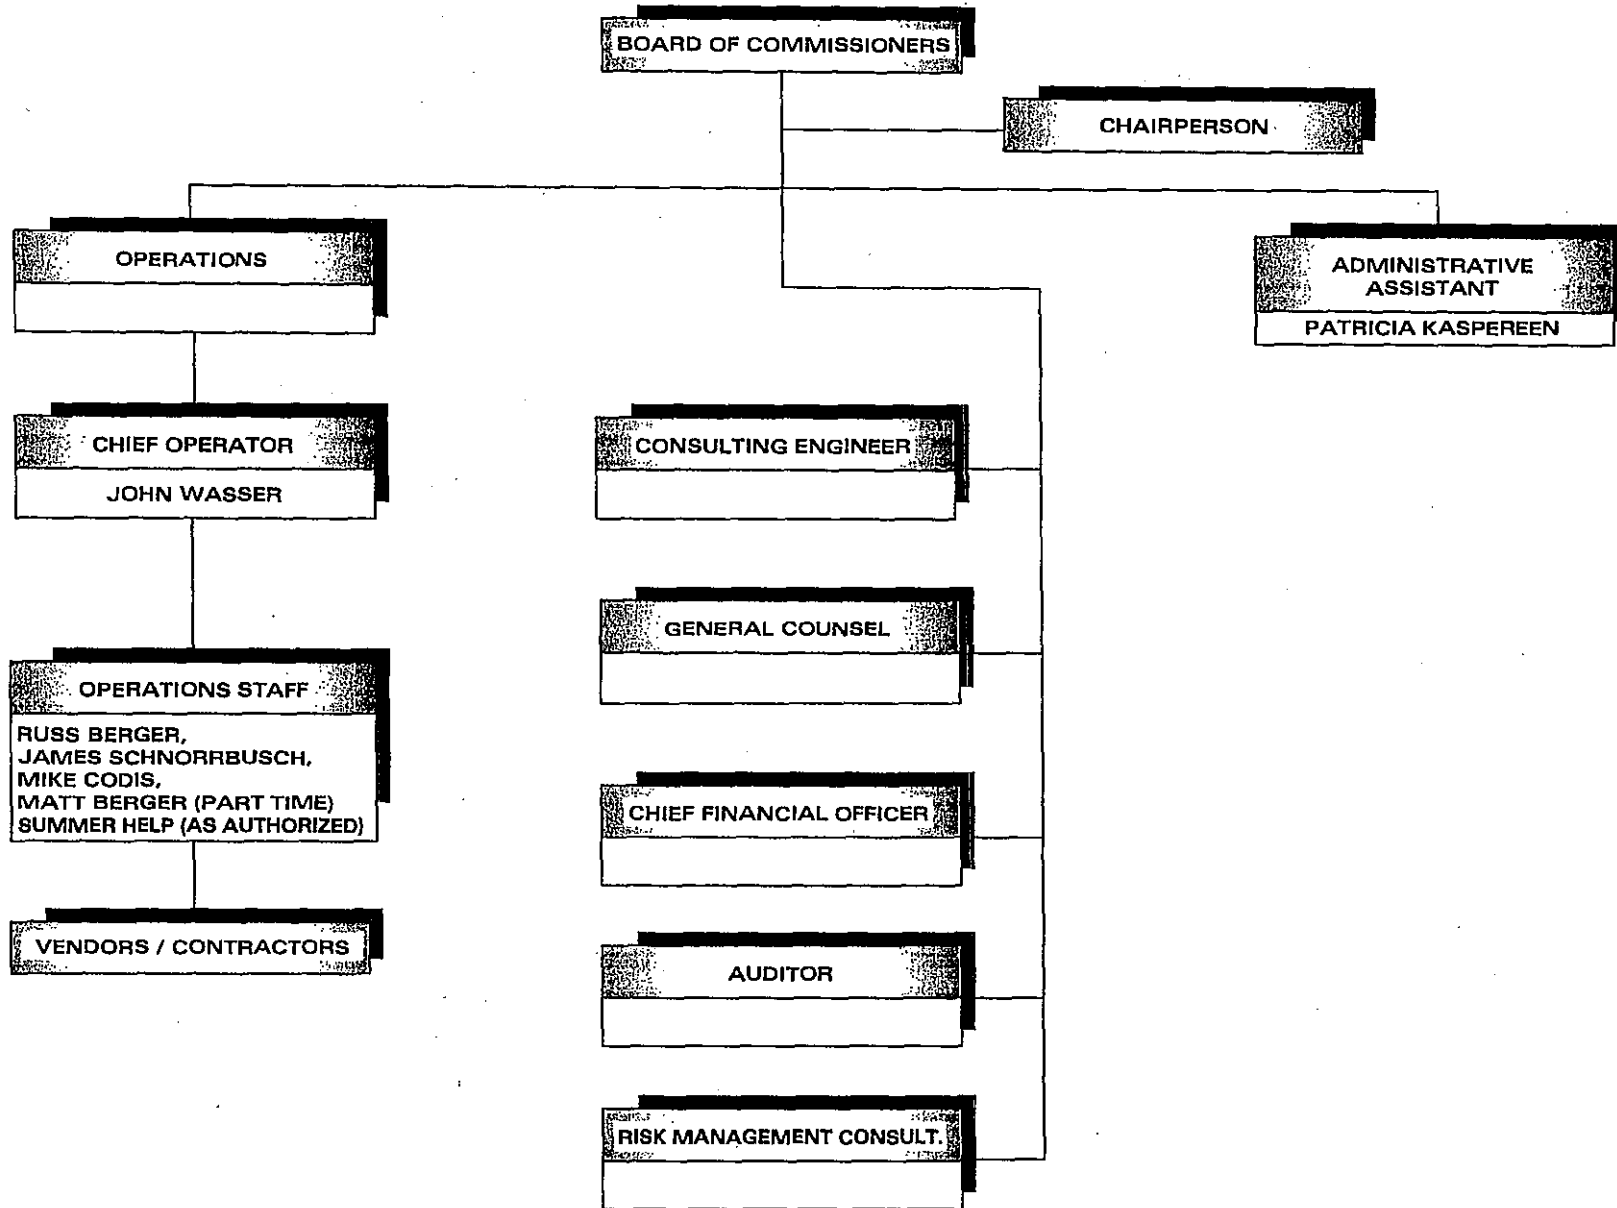 BOARD OF COMMISSIONERS
CHAIRPERSON
OPERATIONS
ADMINISTRATIVE
ASSISTANT
PATRICIA KASPEREEN
CHIEF OPERATOR
JOHN WASSER
CONSULTING ENGINEER
GENERAL COUNSEL
OPERATIONS STAFF
RUSS BERGER,
JAMES SCHNORRBUSCH,
MIKE CODIS,
MATT BERGER (PART TIME)
SUMMER HELP (AS AUTHORIZED)
CHIEF FINANCIAL OFFICER
VENDORS / CONTRACTORS
AUDITOR
RISK MANAGEMENT CONSULT.